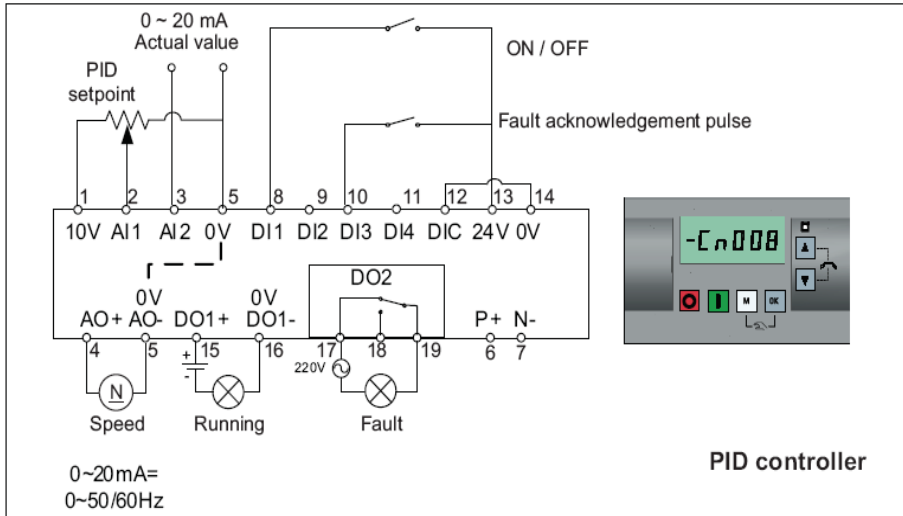 0 ~ 20 mA
Actual value
ON / OFF
PID
setpoint
Fault acknowledgement pulse
1 2 3 5 8 9 10 11 12 13 14
10V AI1 AI2 0V DI1 DI2 DI3 DI4 DIC 24V 0V
-Cn008
M OK
DO2
0V 0V
AO+ AO- DO1+ DO1- P+ N-
4 5 15 16 17 18 19 6 7
+
-
220V
N
Speed Running Fault
PID controller
0~20mA=
0~50/60Hz